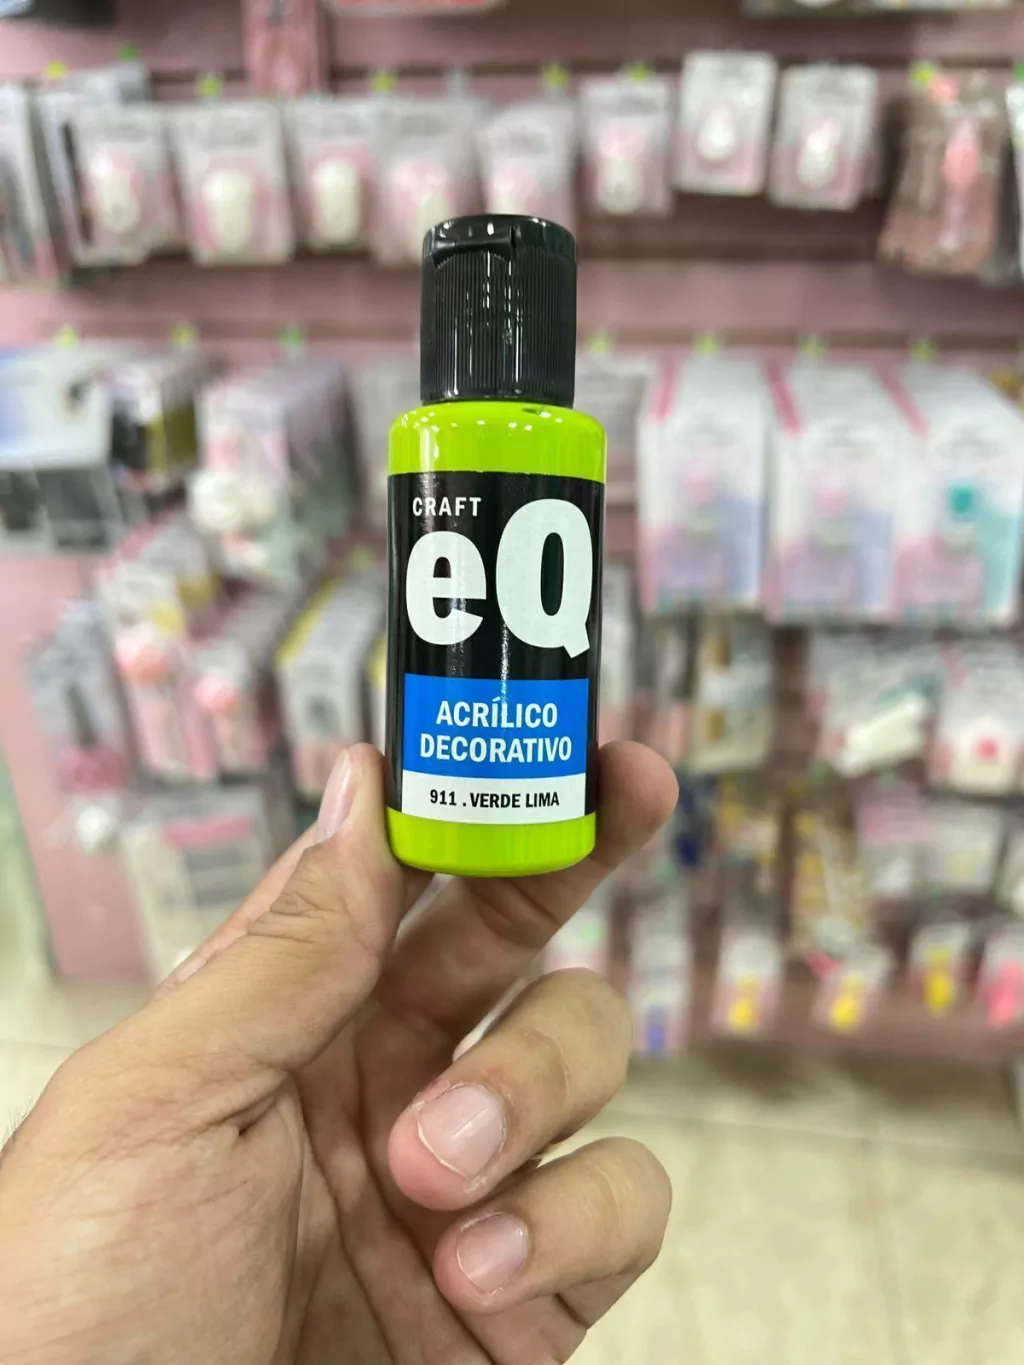 CRAFT
eQ
ACRÍLICO
DECORATIVO
911 . VERDE LIMA